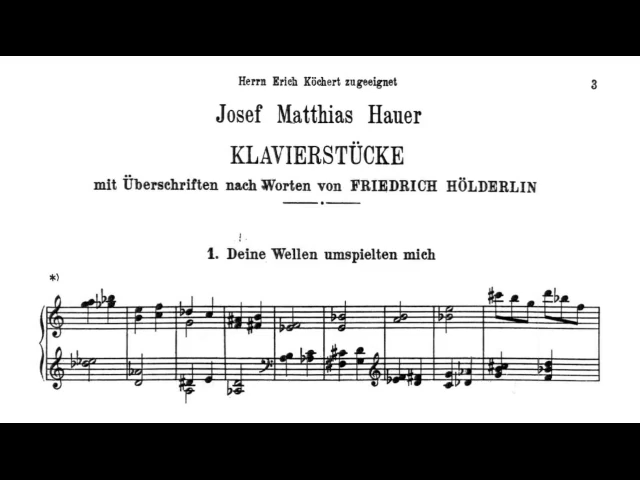 Herrn Erich Köchert zugeeignet
3
Josef Matthias Hauer
KLAVIERSTÜCKE
mit Überschriften nach Worten von FRIEDRICH HÖLDERLIN
1. Deine Wellen umspielten mich
*)